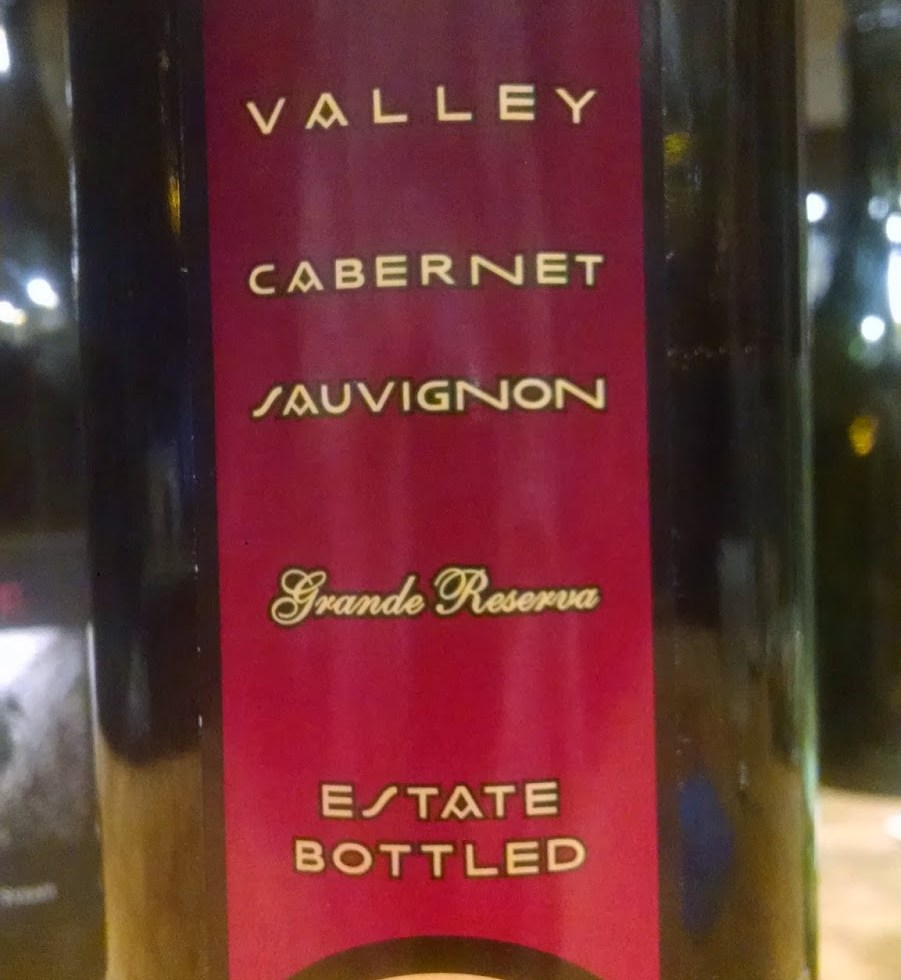 VALLEY
CABERNET
SAUVIGNON
Grande Reserva
ESTATE
BOTTLED